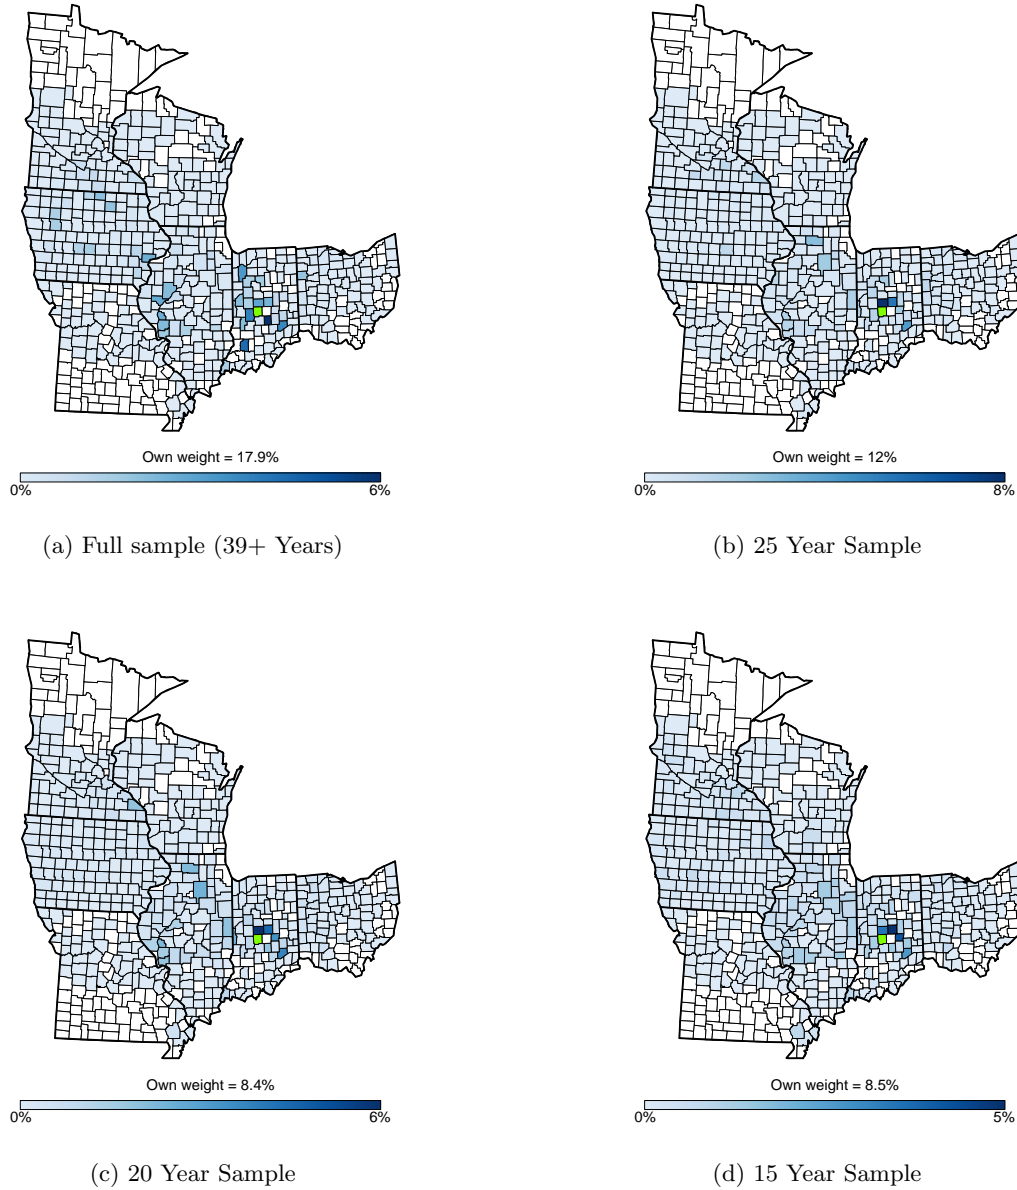 Own weight = 17.9%
0% 6%
(a) Full sample (39+ Years)
Own weight = 12%
0% 8%
(b) 25 Year Sample
Own weight = 8.4%
0% 6%
(c) 20 Year Sample
Own weight = 8.5%
0% 5%
(d) 15 Year Sample